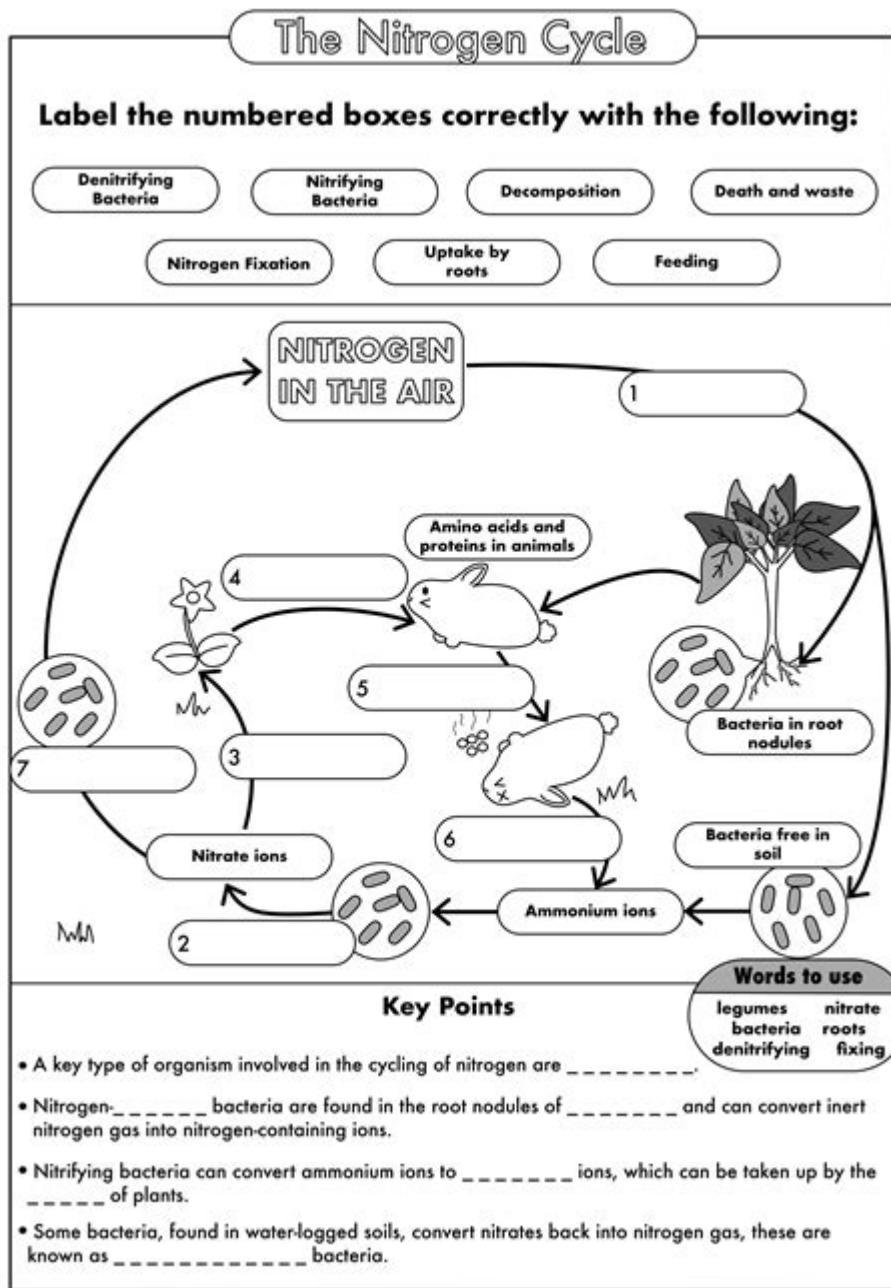 The Nitrogen Cycle
Label the numbered boxes correctly with the following:
Denitrifying
Bacteria
Nitrifying
Bacteria
Decomposition
Death and waste
Nitrogen Fixation
Uptake by
roots
Feeding
NITROGEN
IN THE AIR
1
Amino acids and
proteins in animals
4
5
Bacteria in root
nodules
7
3
6
Bacteria free in
soil
Nitrate ions
Ammonium ions
2
Words to use
legumes nitrate
bacteria roots
denitrifying fixing
Key Points
• A key type of organism involved in the cycling of nitrogen are _ _ _ _ _ _ _ _.
• Nitrogen-_ _ _ _ _ _ bacteria are found in the root nodules of _ _ _ _ _ _ _ and can convert inert
nitrogen gas into nitrogen-containing ions.
• Nitrifying bacteria can convert ammonium ions to _ _ _ _ _ _ _ ions, which can be taken up by the
_ _ _ _ _ of plants.
• Some bacteria, found in water-logged soils, convert nitrates back into nitrogen gas, these are
known as _ _ _ _ _ _ _ _ _ _ _ _ bacteria.